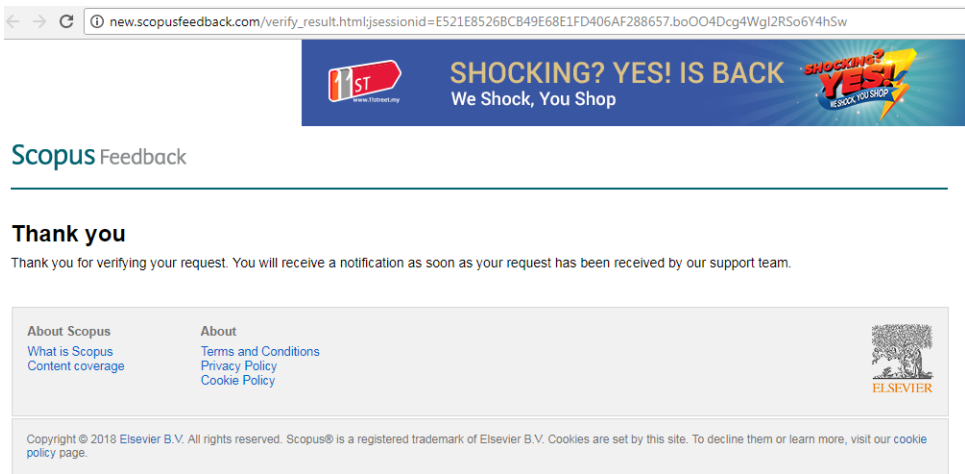 new.scopusfeedback.com/verify_result.html;jsessionid=E521E8526BCB49E68E1FD406AF288657.boOO4Dcg4WgI2RSo6Y4hSw
11ST
www.11street.my
SHOCKING? YES! IS BACK
We Shock, You Shop
SHOCKING?
YES!
WE SHOCK, YOU SHOP
Scopus Feedback
Thank you
Thank you for verifying your request. You will receive a notification as soon as your request has been received by our support team.
About Scopus
What is Scopus
Content coverage
About
Terms and Conditions
Privacy Policy
Cookie Policy
ELSEVIER
Copyright © 2018 Elsevier B.V. All rights reserved. Scopus® is a registered trademark of Elsevier B.V. Cookies are set by this site. To decline them or learn more, visit our cookie
policy page.